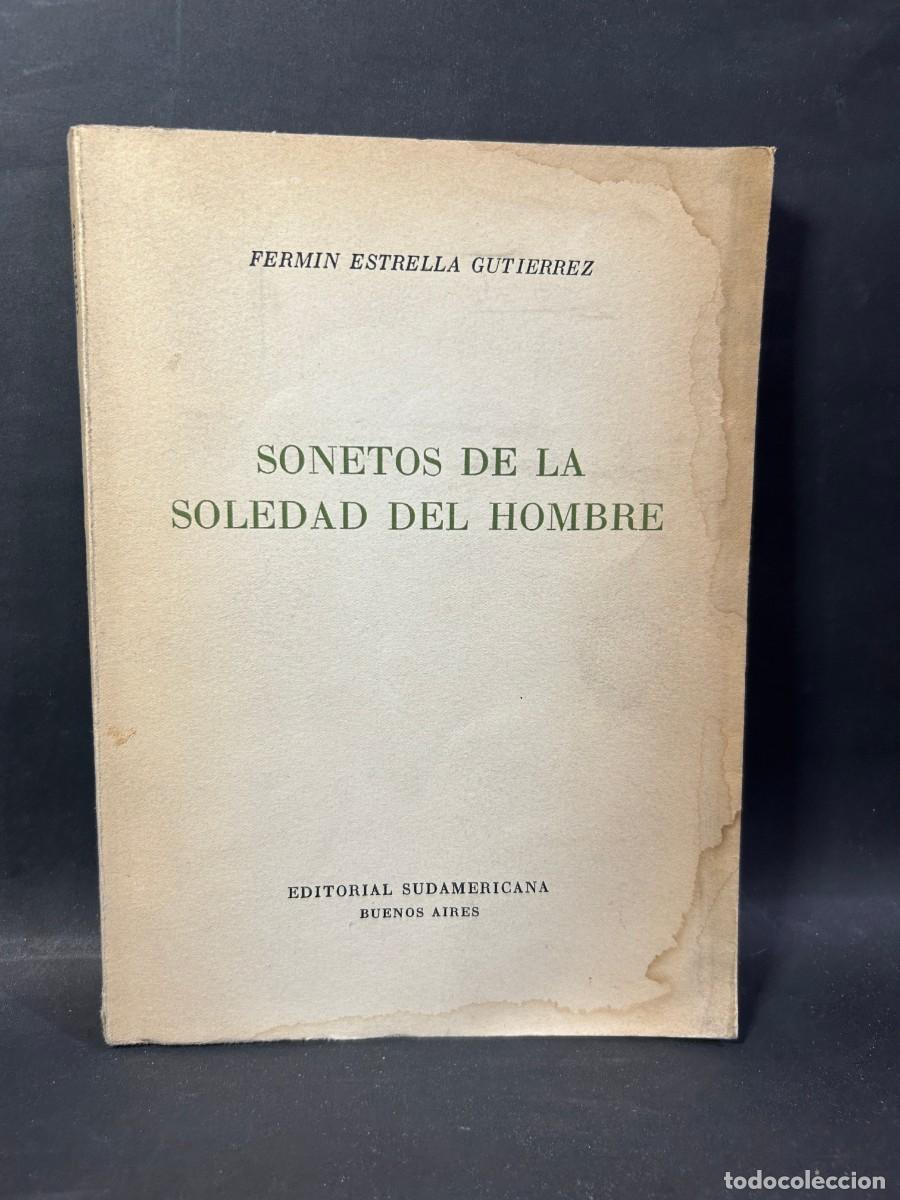 FERMIN ESTRELLA GUTIERREZ
SONETOS DE LA
SOLEDAD DEL HOMBRE
EDITORIAL SUDAMERICANA
BUENOS AIRES
todocoleccion